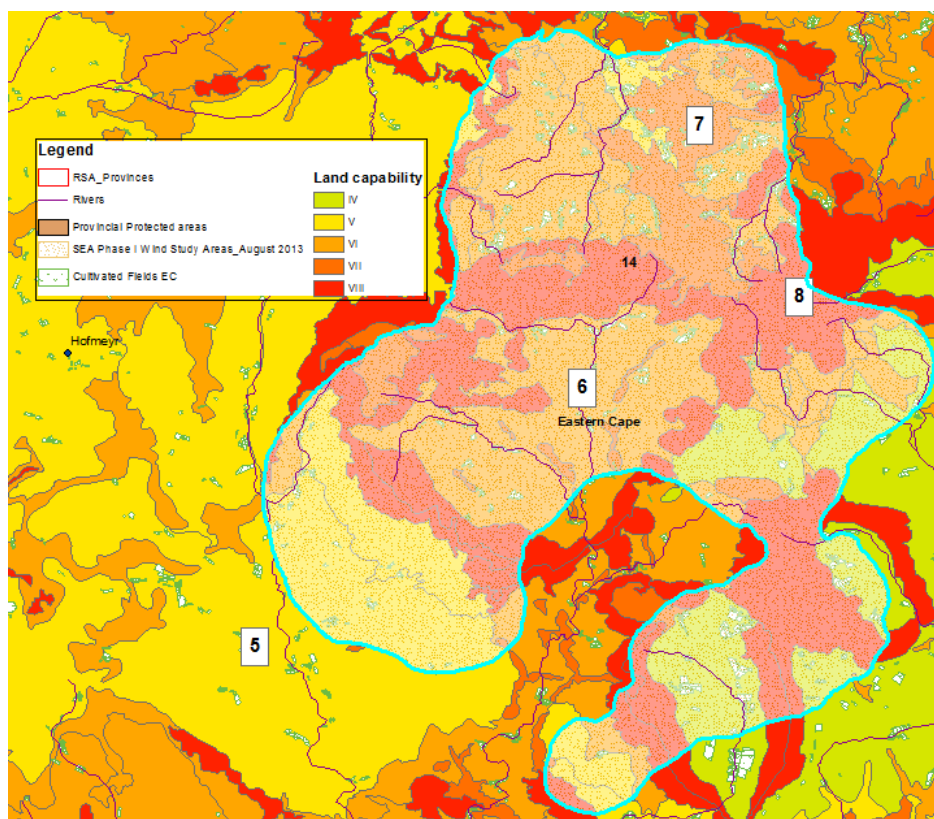 7
Legend
RSA_Provinces
Rivers
Provincial Protected areas
SEA Phase I Wind Study Areas_August 2013
Cultivated Fields EC
Land capability
IV
V
VI
VII
VIII
14
8
Hofmeyr
6
Eastern Cape
5